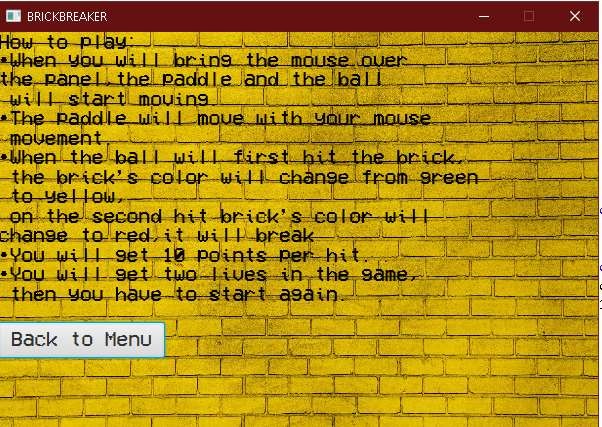 BRICKBREAKER
How to play:
•When you will bring the mouse over
the panel,the paddle and the ball
will start moving.
•The paddle will move with your mouse
movement.
•When the ball will first hit the brick,
the brick's color will change from green
to yellow,
on the second hit brick's color will
change to red,it will break
•You will get 10 points per hit.
•You will get two lives in the game,
then you have to start again.
Back to Menu